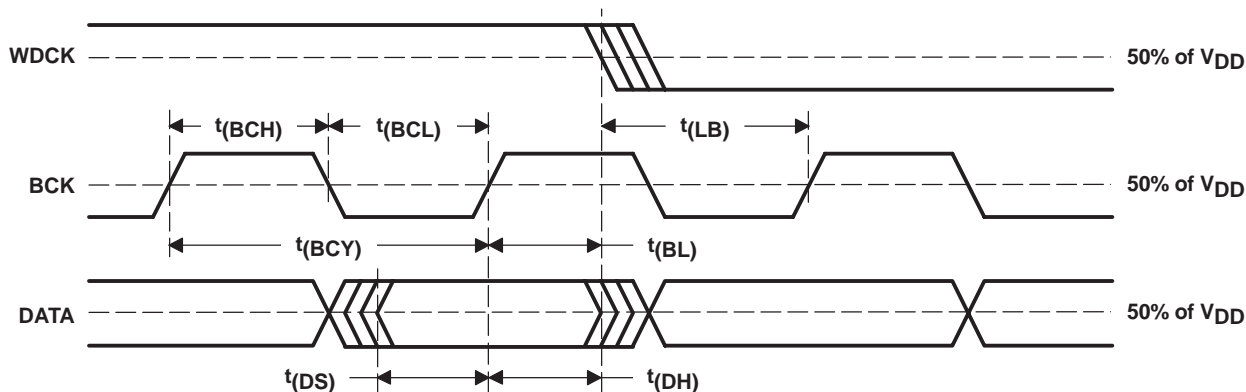 WDCK
50% of VDD
t(BCH)
t(BCL)
t(LB)
BCK
50% of VDD
t(BCY)
t(BL)
DATA
50% of VDD
t(DS)
t(DH)